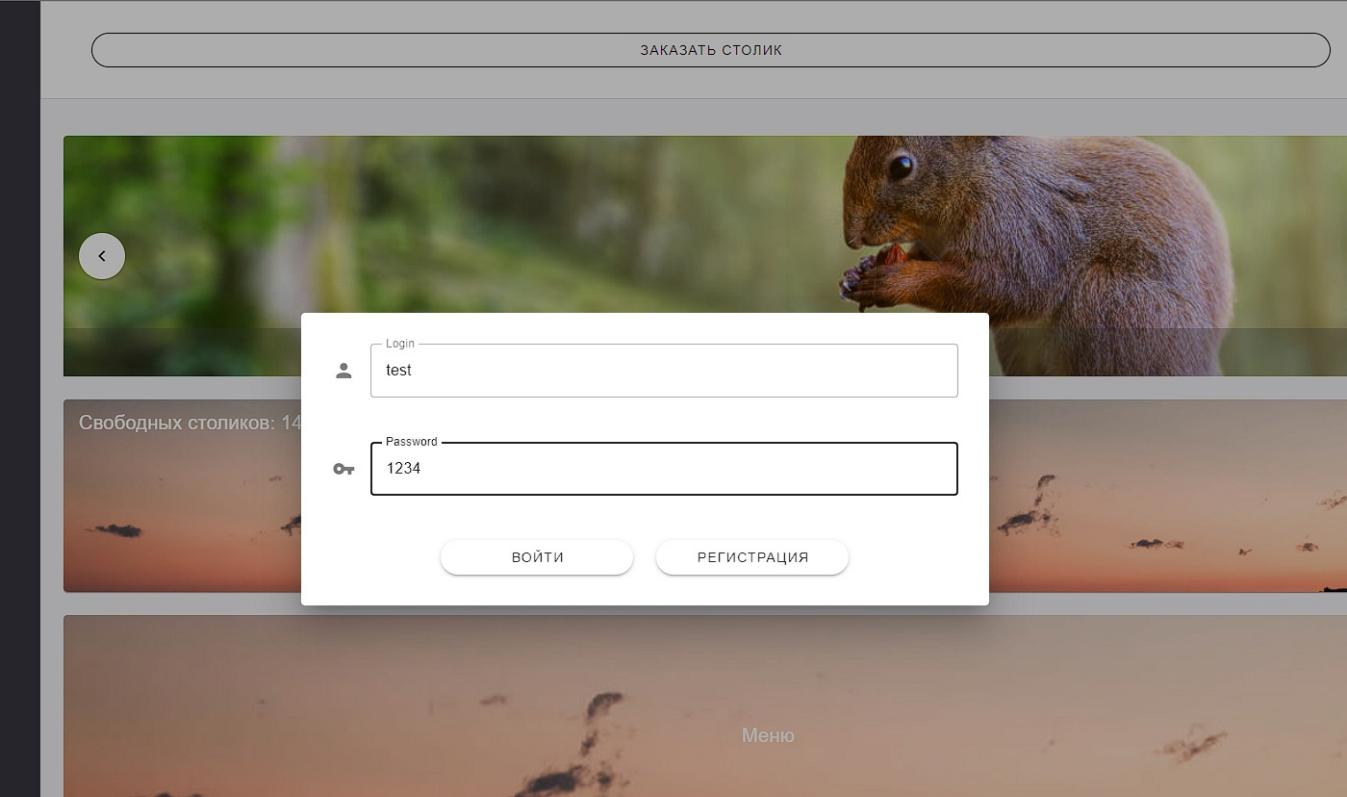 ЗАКАЗАТЬ СТОЛИК
Login
test
Свободных столиков: 14
Password
1234
ВОЙТИ
РЕГИСТРАЦИЯ
Меню